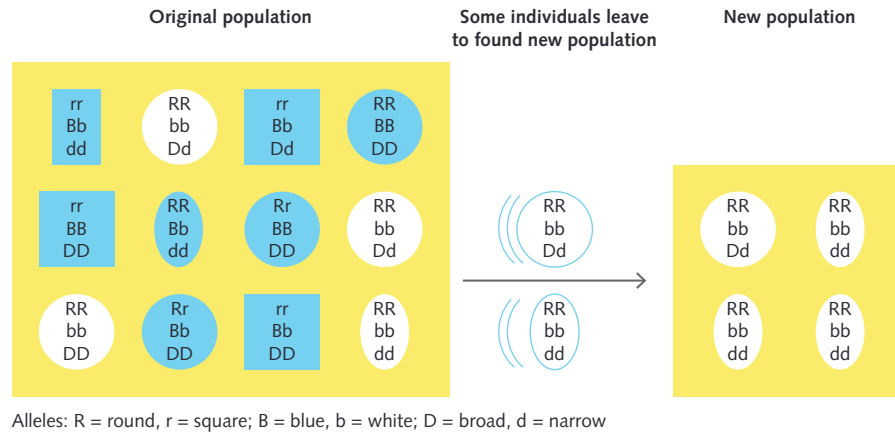 Original population
Some individuals leave
to found new population
New population
rr
Bb
dd
RR
bb
Dd
rr
Bb
Dd
RR
BB
DD
rr
BB
DD
RR
Bb
dd
Rr
BB
DD
RR
bb
Dd
RR
bb
DD
Rr
Bb
DD
rr
Bb
DD
RR
bb
dd
RR
bb
Dd
RR
bb
dd
RR
bb
Dd
RR
bb
dd
RR
bb
dd
RR
bb
dd
Alleles: R = round, r = square; B = blue, b = white; D = broad, d = narrow